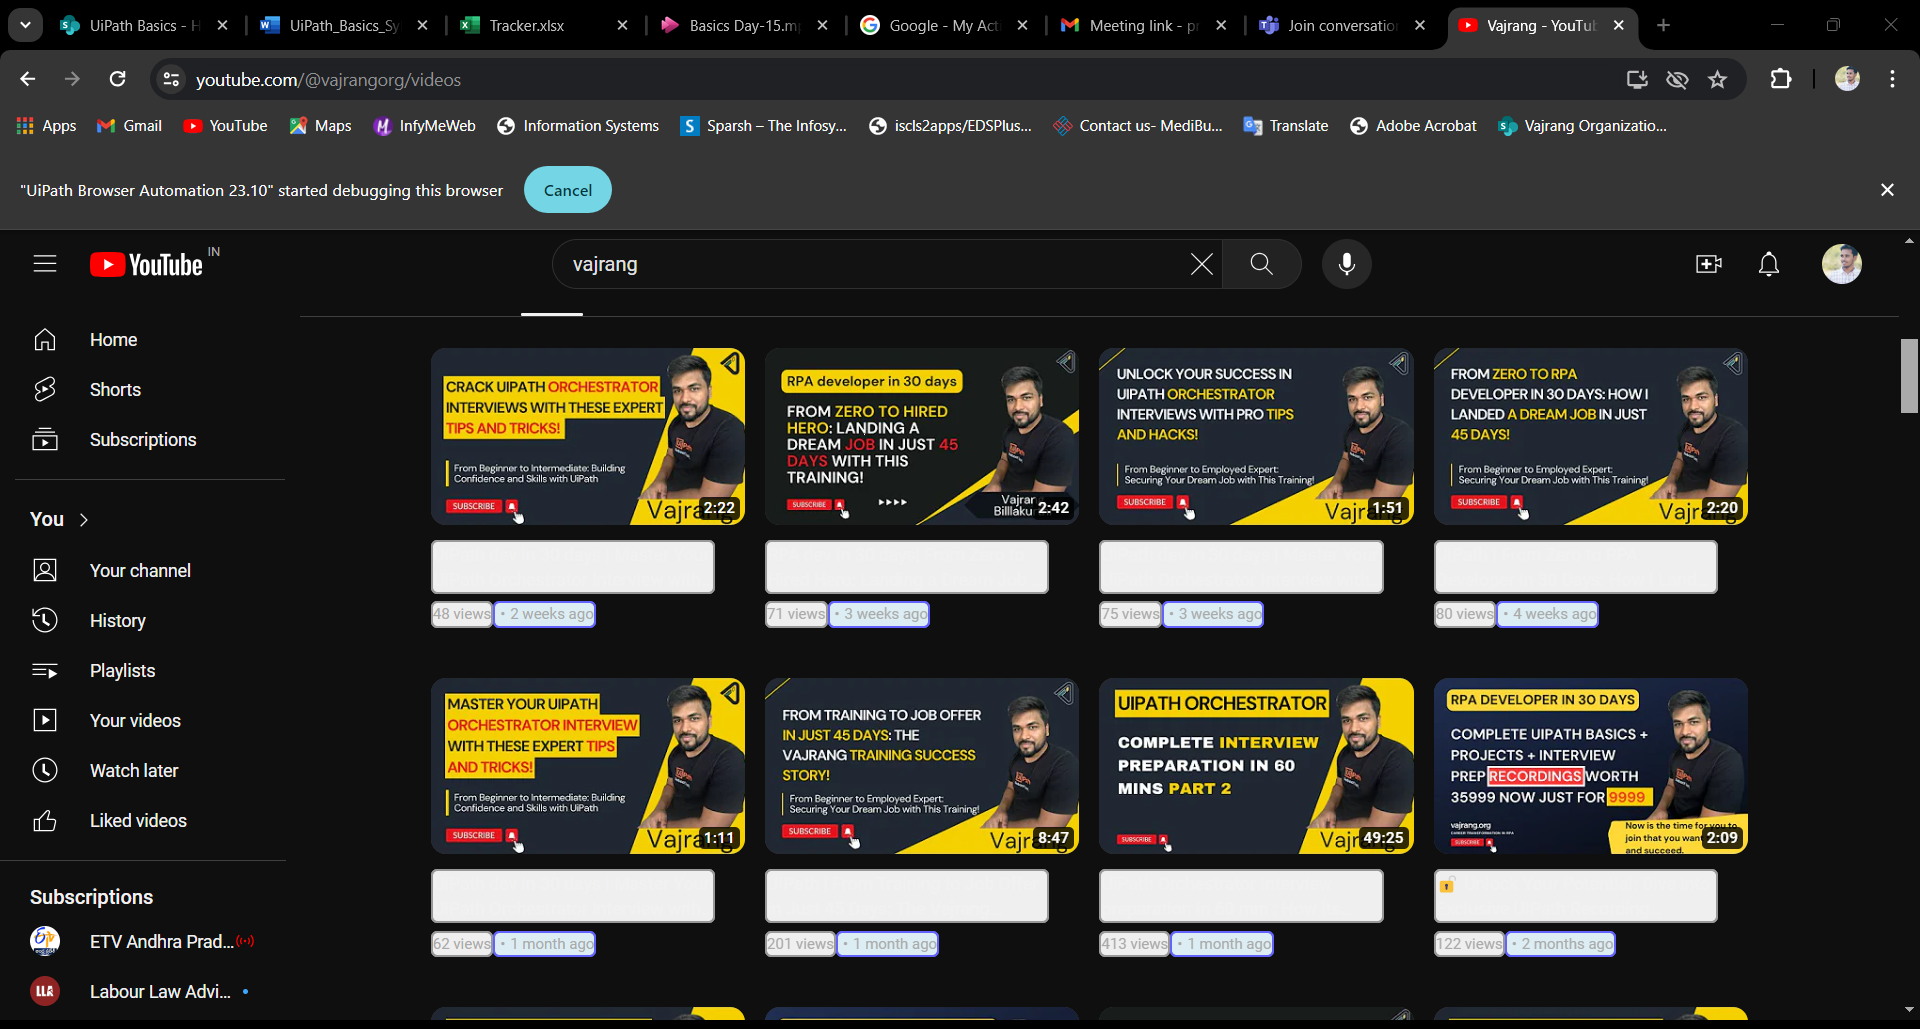 UiPath Basics - H
UiPath_Basics_Sy
Tracker.xlsx
Basics Day-15.m
Google - My Act
Meeting link - p
Join conversatio
Vajrang - YouTu
youtube.com/@vajrangorg/videos
Apps
Gmail
YouTube
Maps
InfyMeWeb
Information Systems
Sparsh – The Infosy...
iscls2apps/EDSPlus...
Contact us- MediBu...
Translate
Adobe Acrobat
Vajrang Organizatio...
"UiPath Browser Automation 23.10" started debugging this browser
Cancel
YouTube IN
vajrang
Home
Shorts
Subscriptions
You
Your channel
History
Playlists
Your videos
Watch later
Liked videos
Subscriptions
ETV Andhra Prad...
LLA
Labour Law Advi...
CRACK UIPATH ORCHESTRATOR
INTERVIEWS WITH THESE EXPERT
TIPS AND TRICKS!
From Beginner to Intermediate: Building
Confidence and Skills with UiPath
SUBSCRIBE
Vajra
2:22
48 views • 2 weeks ago
RPA developer in 30 days
FROM ZERO TO HIRED
HERO: LANDING A
DREAM JOB IN JUST 45
DAYS WITH THIS
TRAINING!
SUBSCRIBE
Vajran
Billlaku
2:42
71 views • 3 weeks ago
UNLOCK YOUR SUCCESS IN
UIPATH ORCHESTRATOR
INTERVIEWS WITH PRO TIPS
AND HACKS!
From Beginner to Employed Expert:
Securing Your Dream Job with This Training!
SUBSCRIBE
Vajr
1:51
75 views • 3 weeks ago
FROM ZERO TO RPA
DEVELOPER IN 30 DAYS: HOW I
LANDED A DREAM JOB IN JUST
45 DAYS!
From Beginner to Employed Expert:
Securing Your Dream Job with This Training!
SUBSCRIBE
Vajr
2:20
80 views • 4 weeks ago
MASTER YOUR UIPATH
ORCHESTRATOR INTERVIEW
WITH THESE EXPERT TIPS
AND TRICKS!
From Beginner to Intermediate: Building
Confidence and Skills with UiPath
SUBSCRIBE
Vajra
1:11
62 views • 1 month ago
FROM TRAINING TO JOB OFFER
IN JUST 45 DAYS: THE
VAJRANG TRAINING SUCCESS
STORY!
From Beginner to Employed Expert:
Securing Your Dream Job with This Training!
SUBSCRIBE
Vajr
8:47
201 views • 1 month ago
UIPATH ORCHESTRATOR
COMPLETE INTERVIEW
PREPARATION IN 60
MINS PART 2
SUBSCRIBE
Vajr
49:25
413 views • 1 month ago
RPA DEVELOPER IN 30 DAYS
COMPLETE UIPATH BASICS +
PROJECTS + INTERVIEW
PREP RECORDINGS WORTH
35999 NOW JUST FOR 9999
vajrang.org
SUBSCRIBE
Now is the time for you to
join that you want
and succeed.
2:09
122 views • 2 months ago